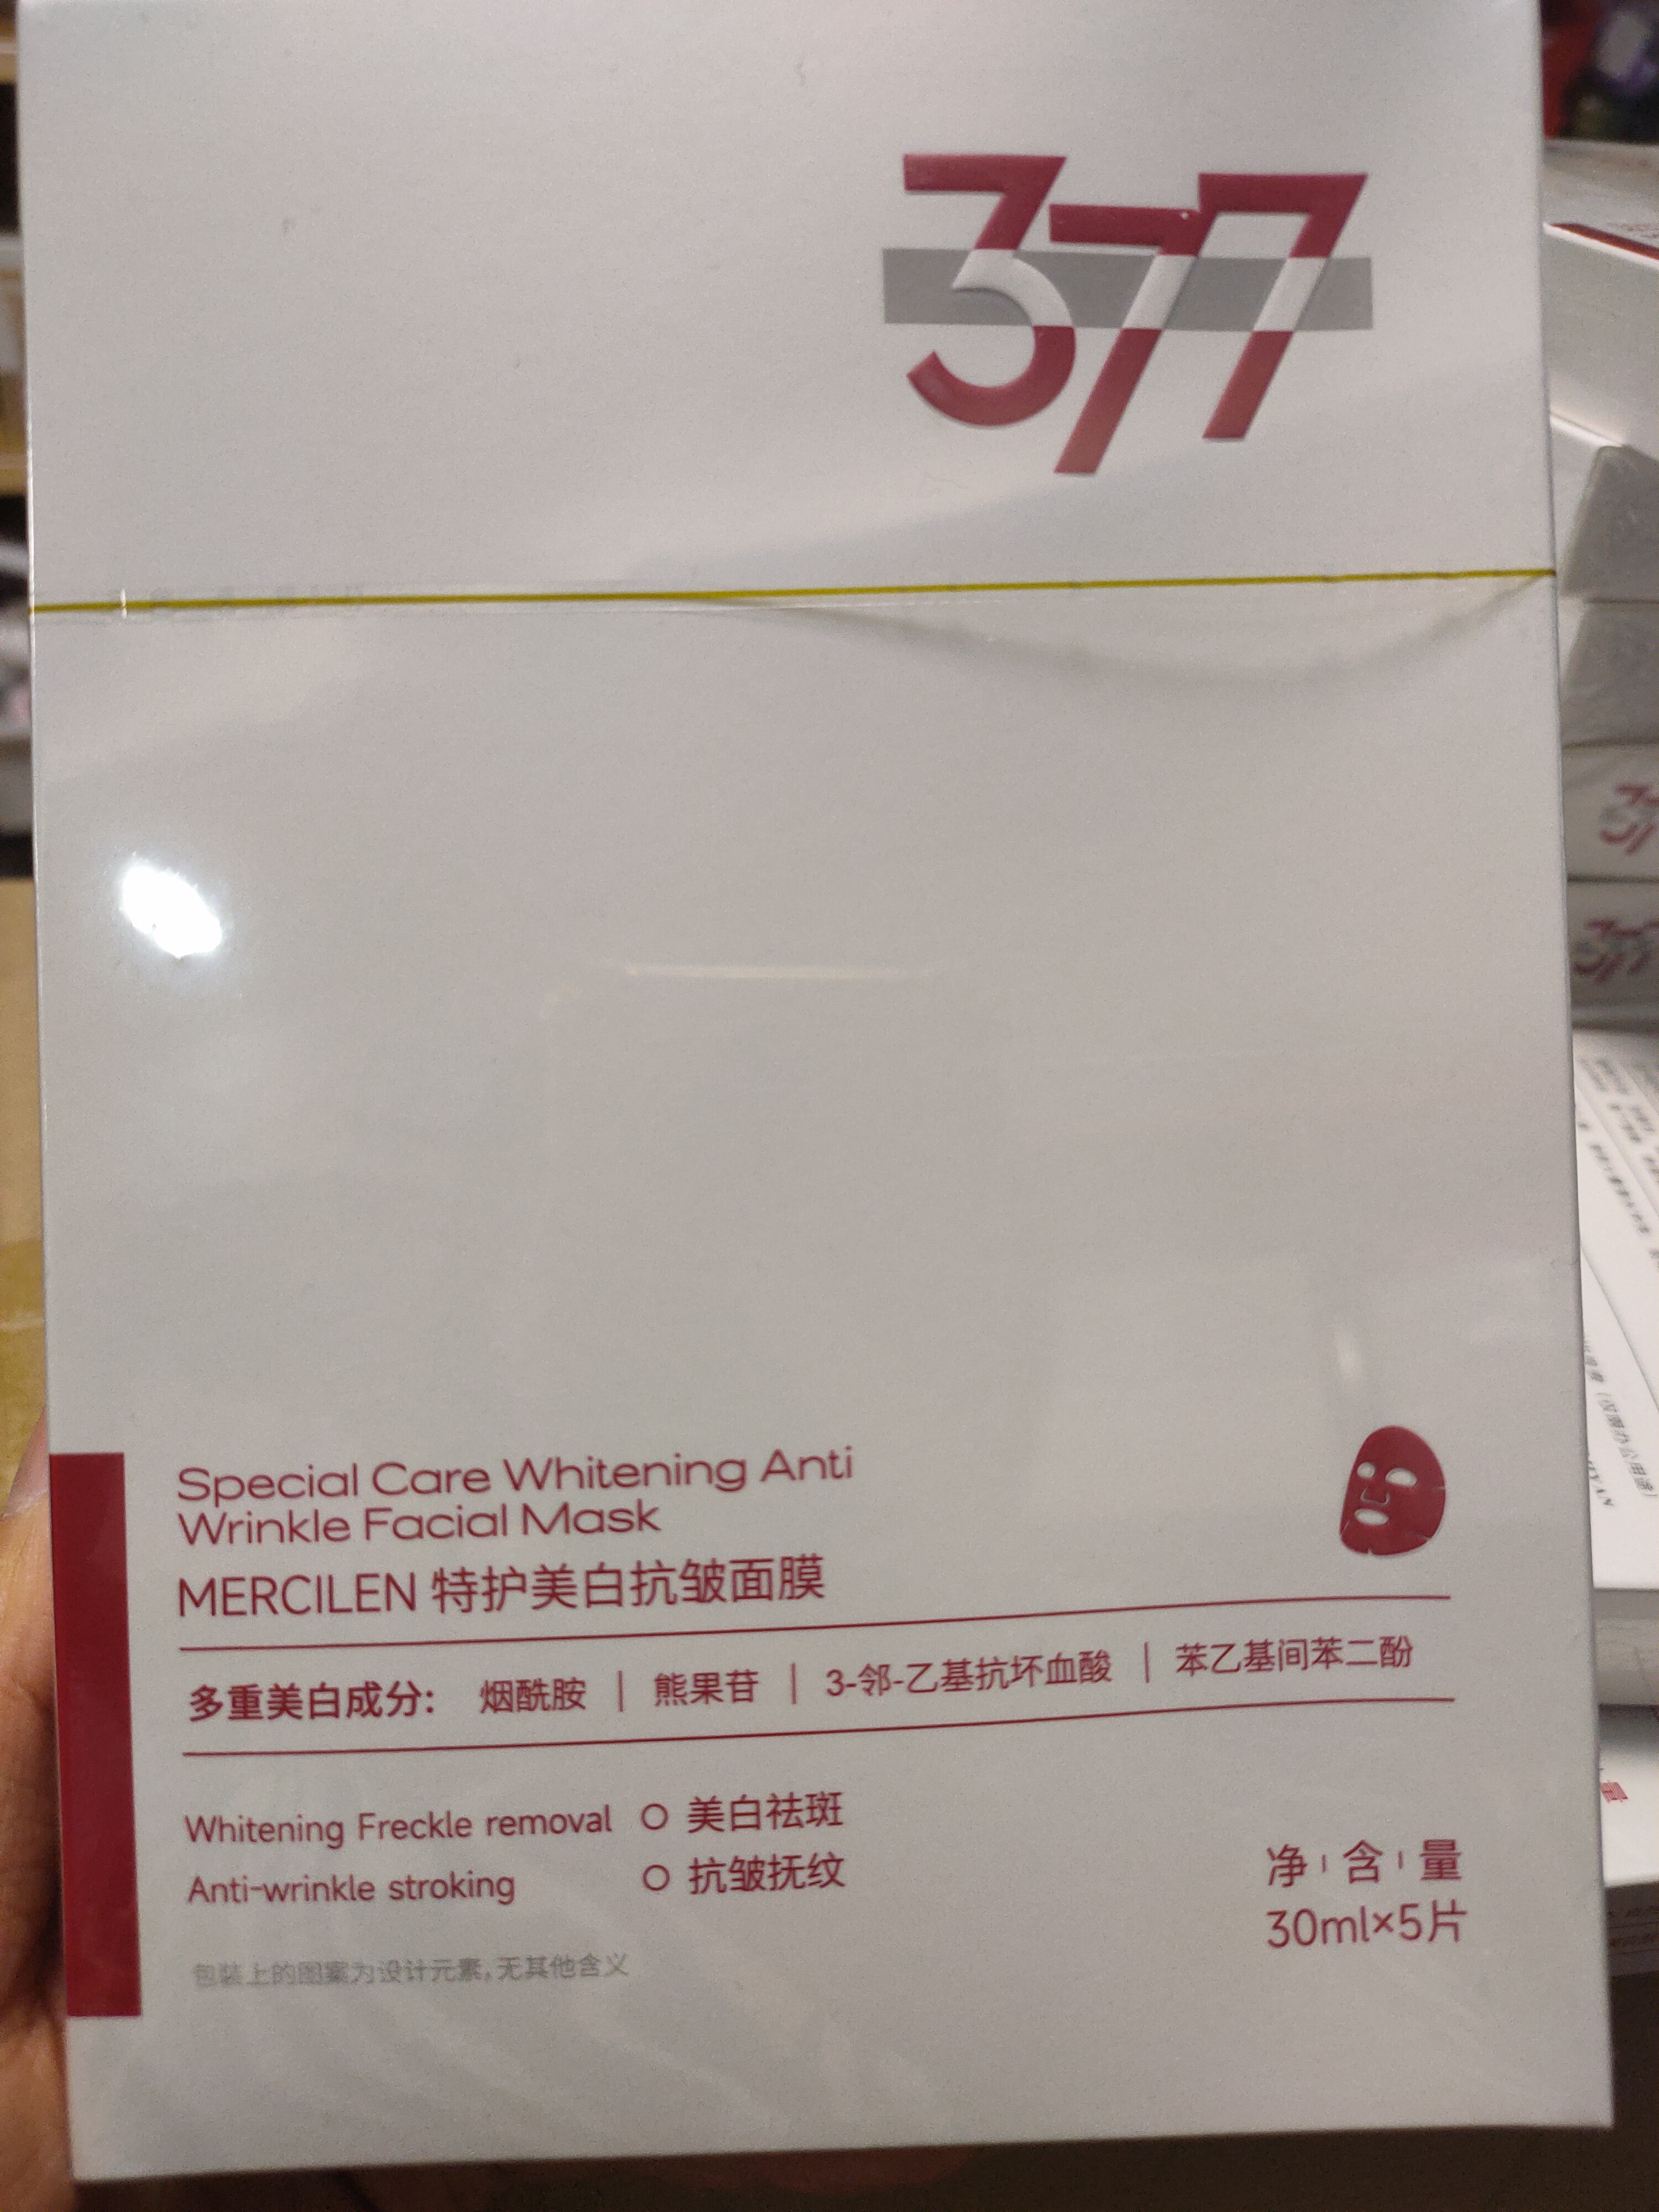 377
Special Care Whitening Anti
Wrinkle Facial Mask
MERCILEN 特护美白抗皱面膜
多重美白成分: 烟酰胺 | 熊果苷 | 3-邻-乙基抗坏血酸 | 苯乙基间苯二酚
Whitening Freckle removal ○ 美白祛斑
Anti-wrinkle stroking ○ 抗皱抚纹
包装上的图案为设计元素,无其他含义
净 含 量
30ml×5片